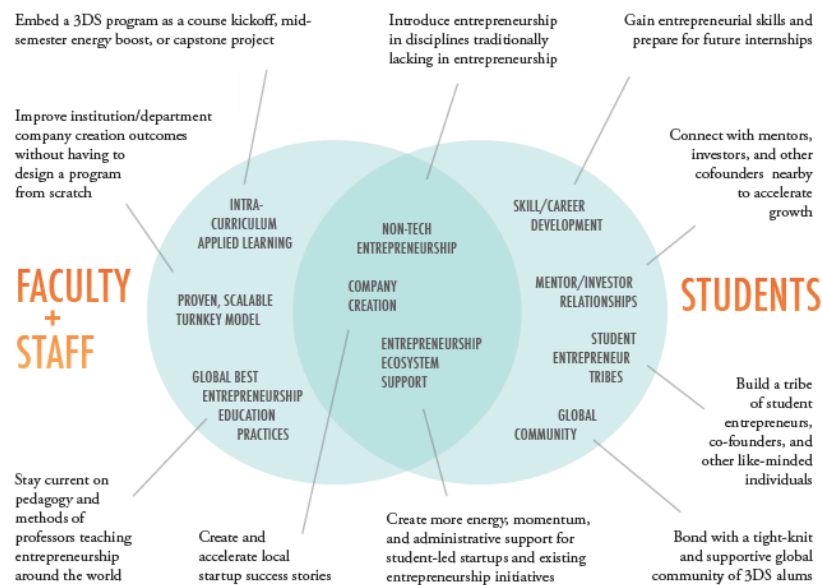 Embed a 3DS program as a course kickoff, mid-
semester energy boost, or capstone project
Introduce entrepreneurship
in disciplines traditionally
lacking in entrepreneurship
Gain entrepreneurial skills and
prepare for future internships
Improve institution/department
company creation outcomes
without having to
design a program
from scratch
Connect with mentors,
investors, and other
cofounders nearby
to accelerate
growth
INTRA-
CURRICULUM
APPLIED LEARNING
NON-TECH
ENTREPRENEURSHIP
SKILL/CAREER
DEVELOPMENT
FACULTY
+
STAFF
PROVEN, SCALABLE
TURNKEY MODEL
COMPANY
CREATION
MENTOR/INVESTOR
RELATIONSHIPS
STUDENTS
ENTREPRENEURSHIP
ECOSYSTEM
SUPPORT
STUDENT
ENTREPRENEUR
TRIBES
GLOBAL BEST
ENTREPRENEURSHIP
EDUCATION
PRACTICES
GLOBAL
COMMUNITY
Build a tribe
of student
entrepreneurs,
co-founders, and
other like-minded
individuals
Stay current on
pedagogy and
methods of
professors teaching
entrepreneurship
around the world
Create and
accelerate local
startup success stories
Create more energy, momentum,
and administrative support for
student-led startups and existing
entrepreneurship initiatives
Bond with a tight-knit
and supportive global
community of 3DS alums